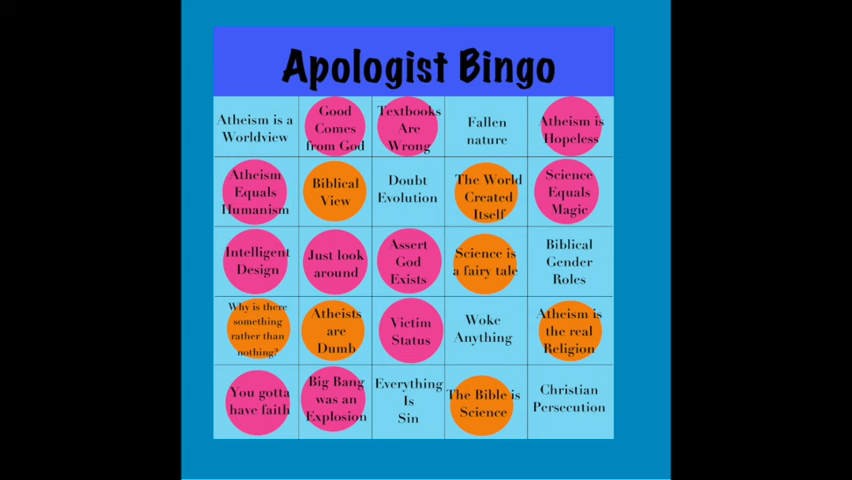 Apologist Bingo
Atheism is a
Worldview
Good
Comes
from God
Textbooks
Are
Wrong
Fallen
nature
Atheism is
Hopeless
Atheism
Equals
Humanism
Biblical
View
Doubt
Evolution
The World
Created
Itself
Science
Equals
Magic
Intelligent
Design
Just look
around
Assert
God
Exists
Science is
a fairy tale
Biblical
Gender
Roles
Why is there
something
rather than
nothing?
Atheists
are
Dumb
Victim
Status
Woke
Anything
Atheism is
the real
Religion
You gotta
have faith
Big Bang
was an
Explosion
Everything
Is
Sin
The Bible is
Science
Christian
Persecution